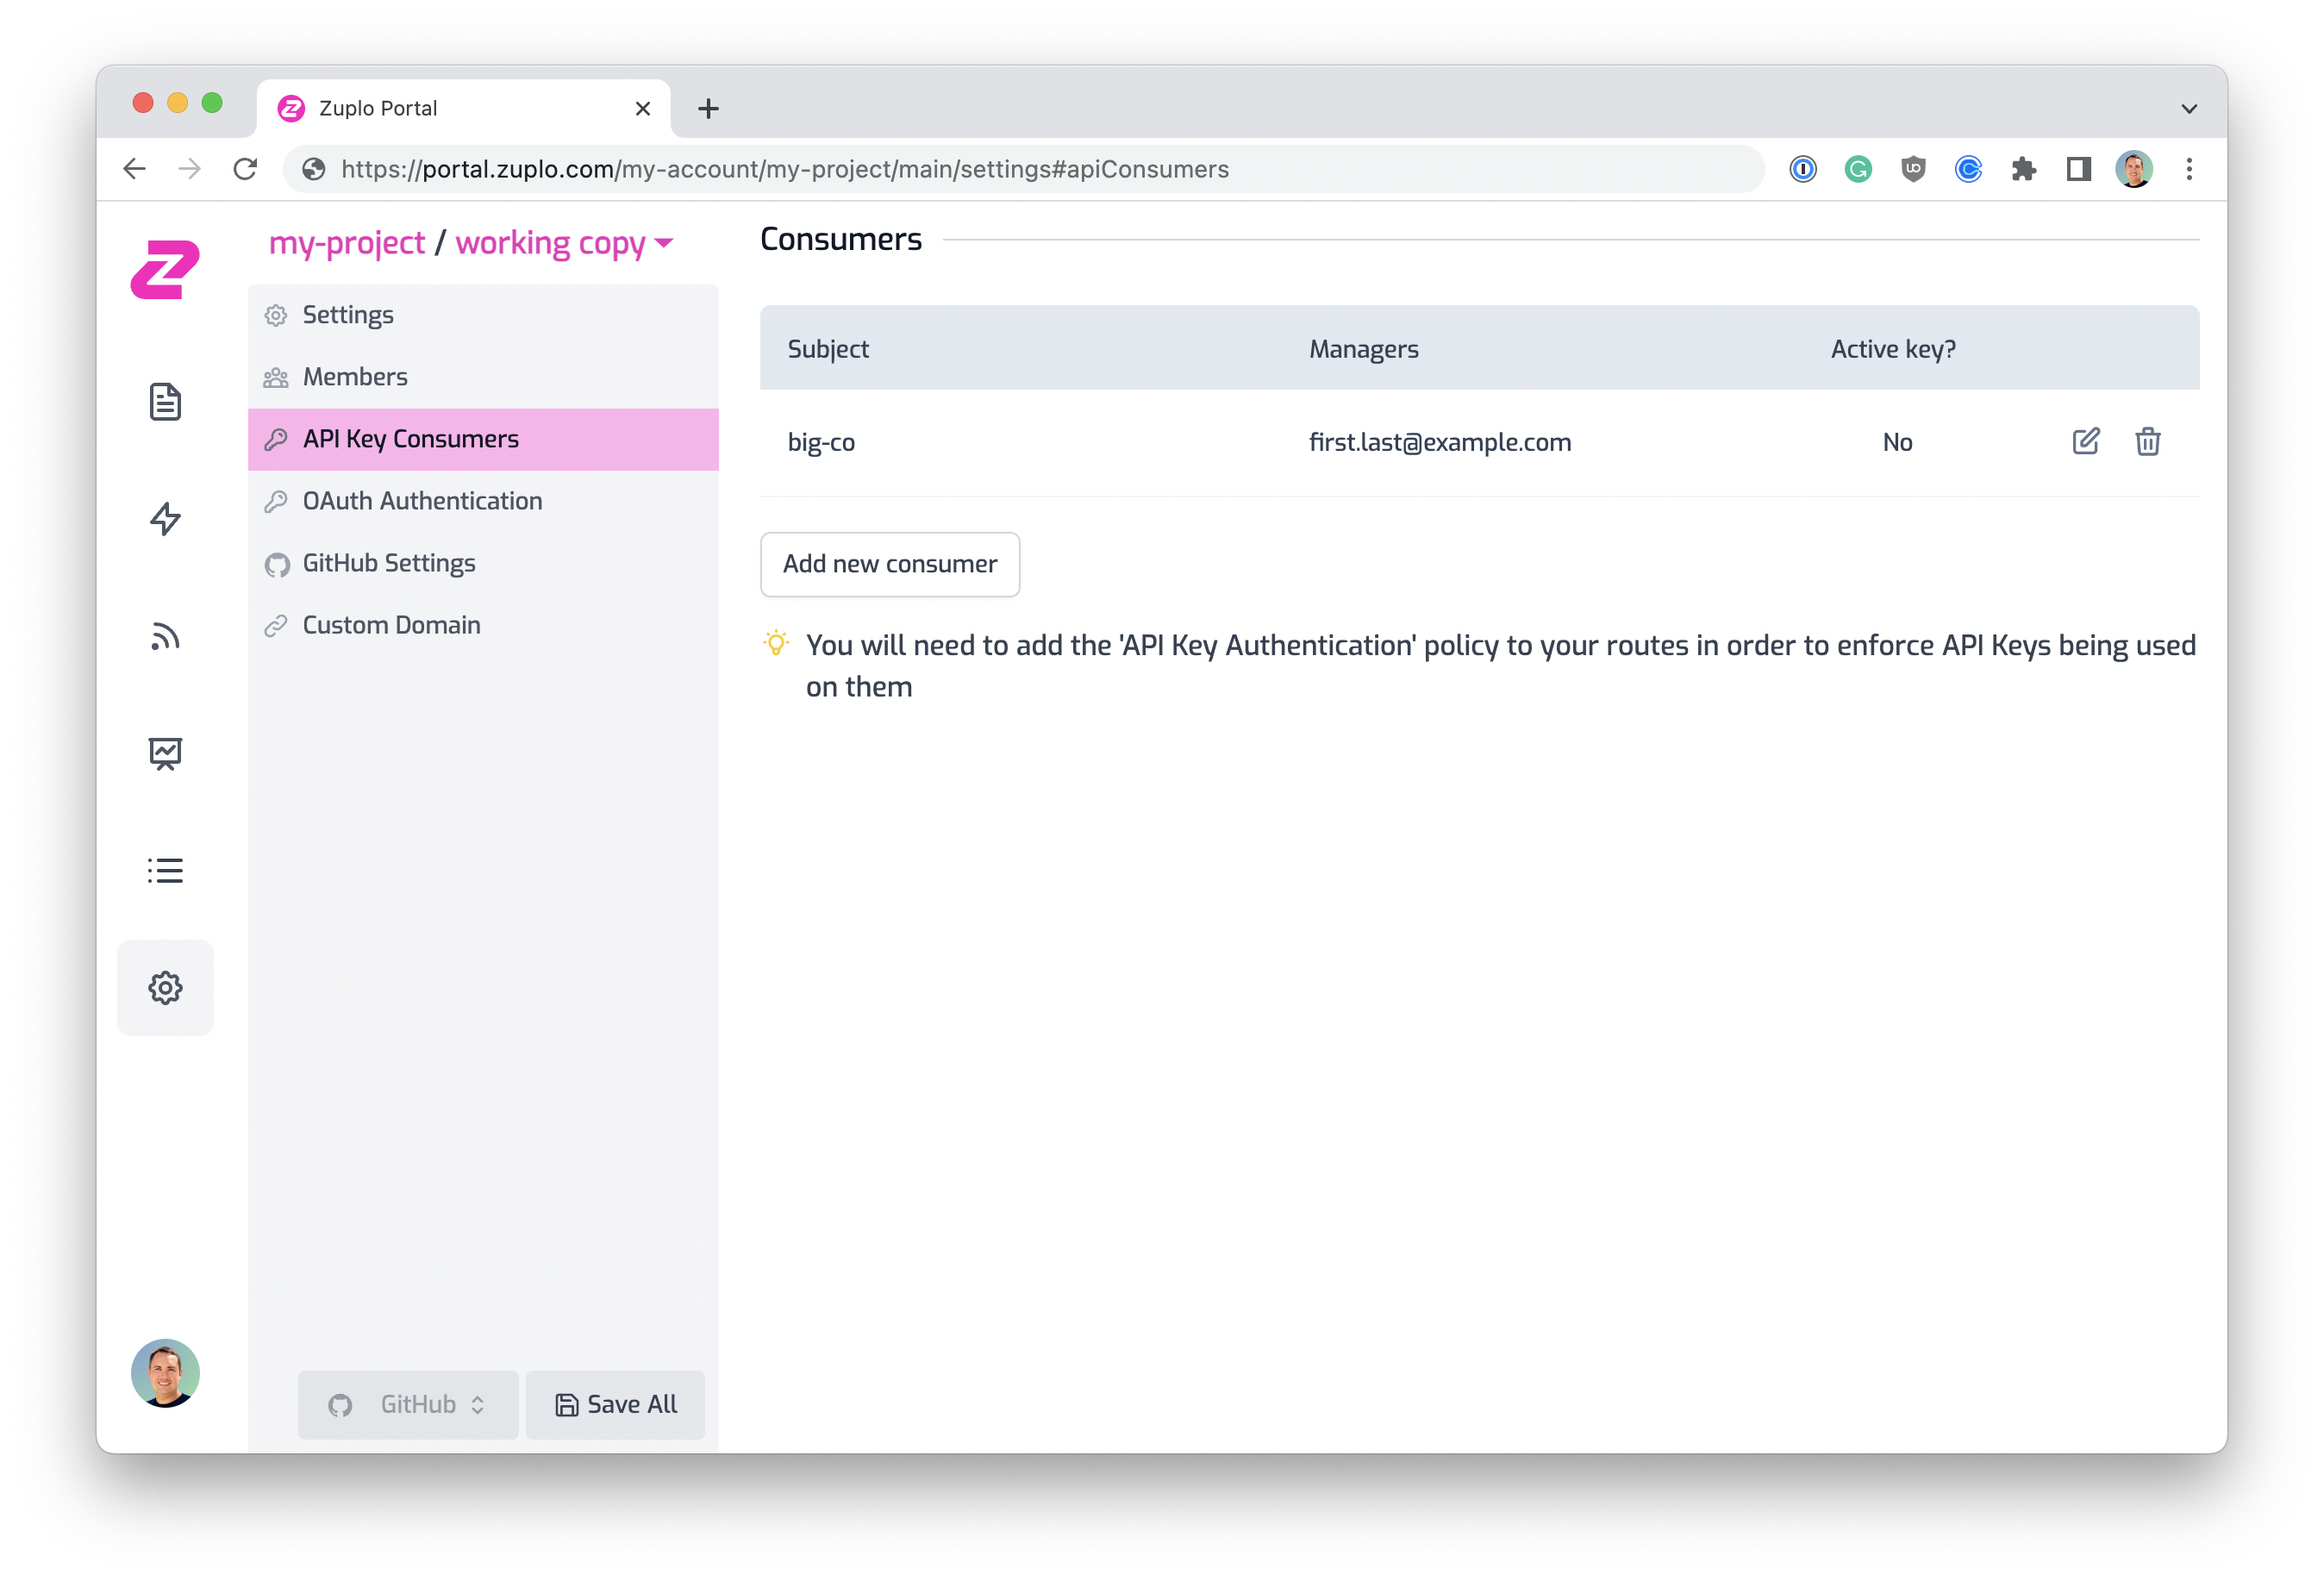 Zuplo Portal
https://portal.zuplo.com/my-account/my-project/main/settings#apiConsumers
my-project / working copy
Settings
Members
API Key Consumers
OAuth Authentication
GitHub Settings
Custom Domain
GitHub
Save All
Consumers
Subject Managers Active key?
big-co first.last@example.com No
Add new consumer
You will need to add the 'API Key Authentication' policy to your routes in order to enforce API Keys being used
on them